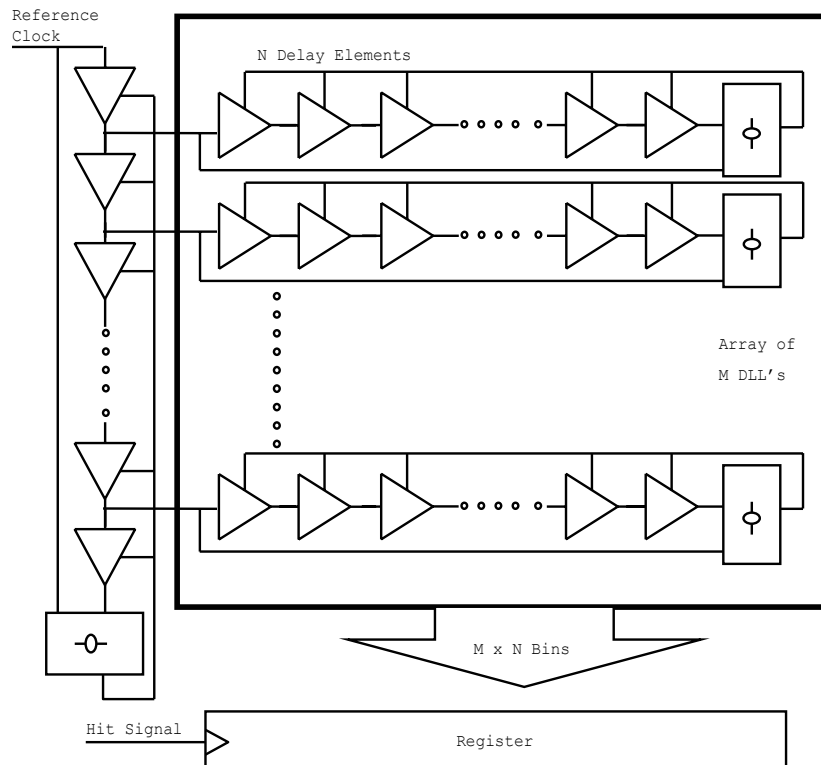 Reference
Clock
N Delay Elements
Array of
M DLL’s
M x N Bins
Hit Signal
Register